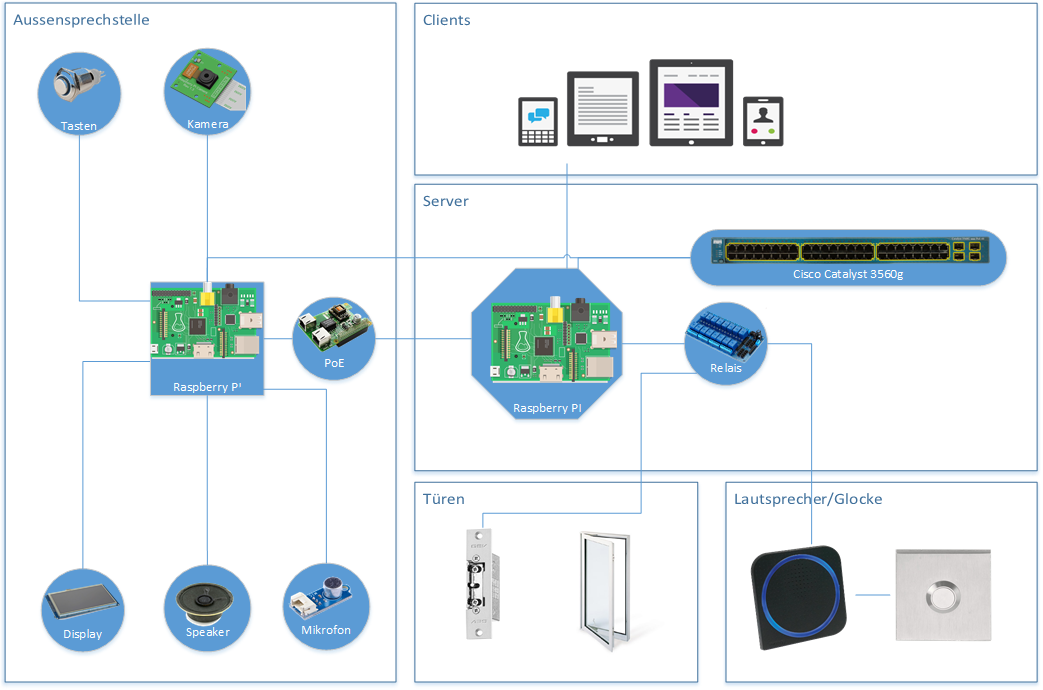 Aussensprechstelle
Tasten
Kamera
Raspberry PI
PoE
Display
Speaker
Mikrofon
Clients
Server
Cisco Catalyst 3560g
Raspberry PI
Relais
Türen
Lautsprecher/Glocke